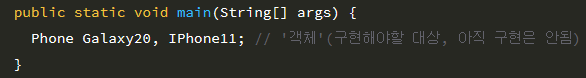 public static void main(String[] args) {
Phone Galaxy20, IPhone11; // '객체'(구현해야할 대상, 아직 구현은 안됨)
}